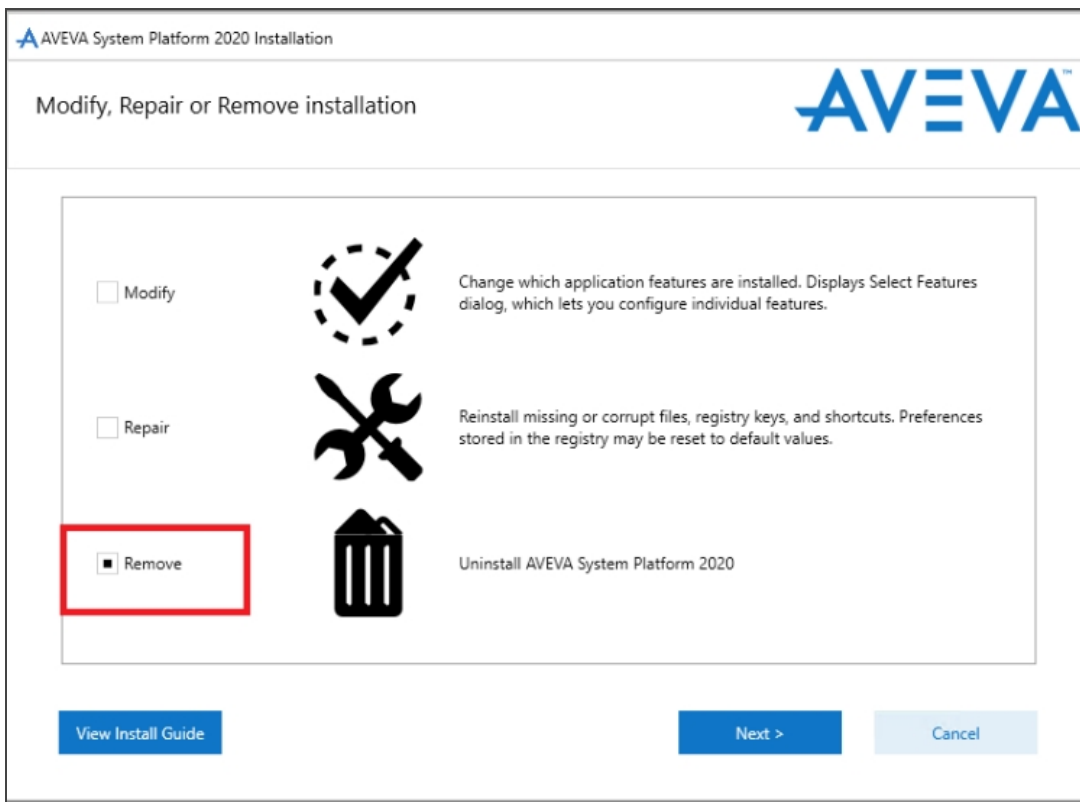 AVEVA System Platform 2020 Installation
Modify, Repair or Remove installation
AVEVA™
Modify
Change which application features are installed. Displays Select Features
dialog, which lets you configure individual features.
Repair
Reinstall missing or corrupt files, registry keys, and shortcuts. Preferences
stored in the registry may be reset to default values.
Remove
Uninstall AVEVA System Platform 2020
View Install Guide
Next >
Cancel